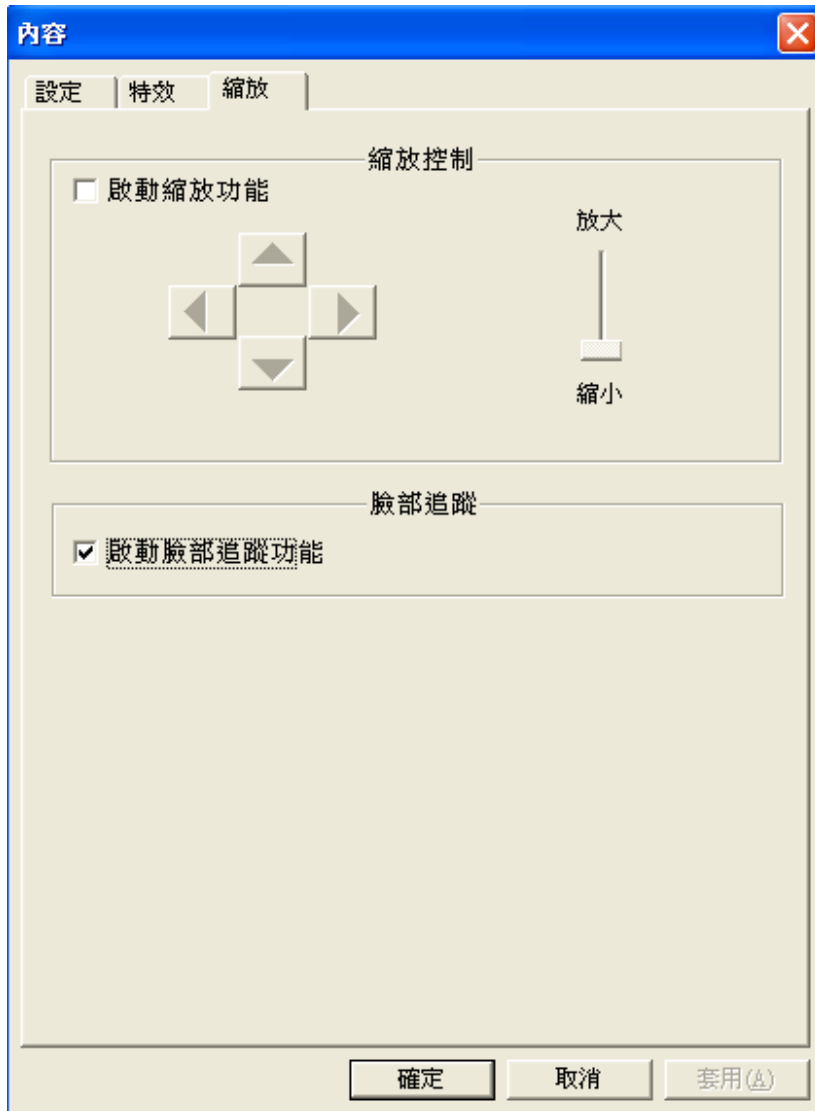 內容
設定 特效 縮放
縮放控制
啟動縮放功能
放大
縮小
臉部追蹤
啟動臉部追蹤功能
確定 取消 套用(A)